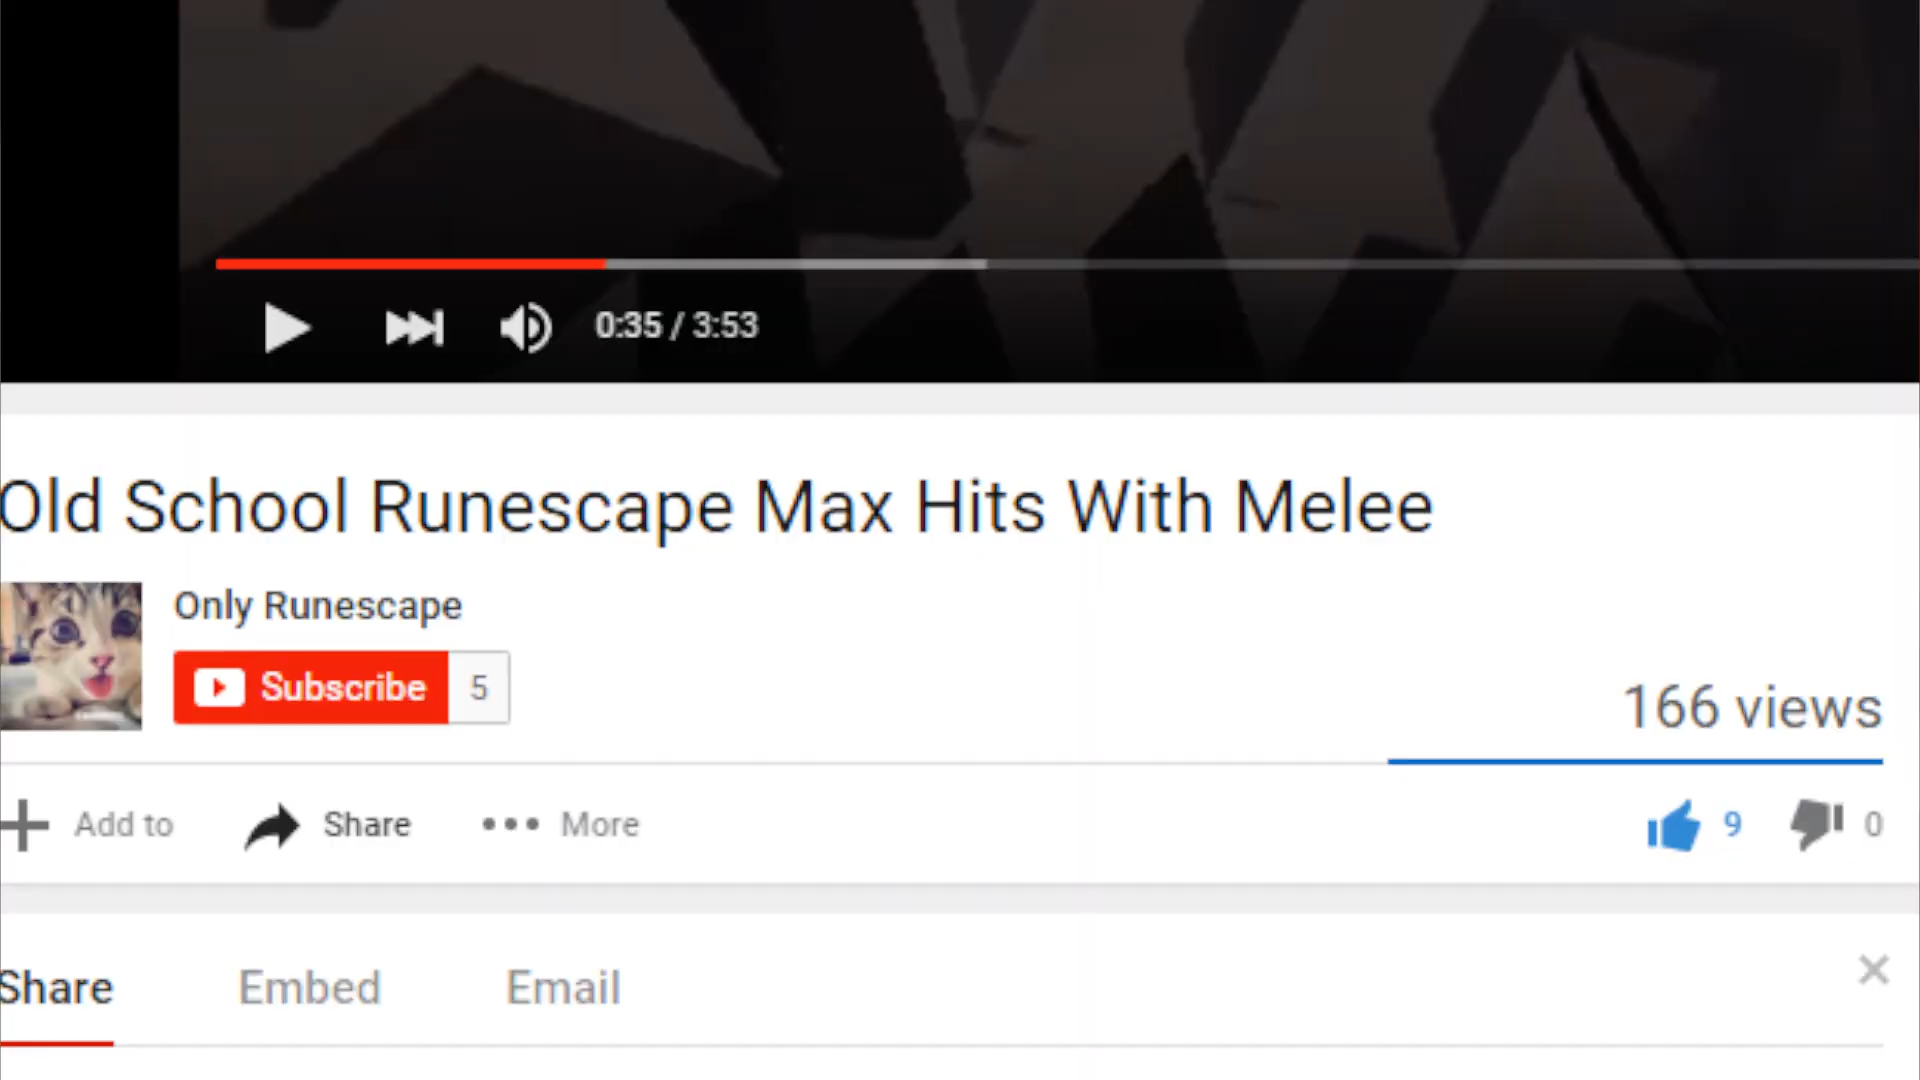 0:35 / 3:53
Old School Runescape Max Hits With Melee
Only Runescape
Subscribe 5
166 views
Add to Share More 9 0
Share Embed Email